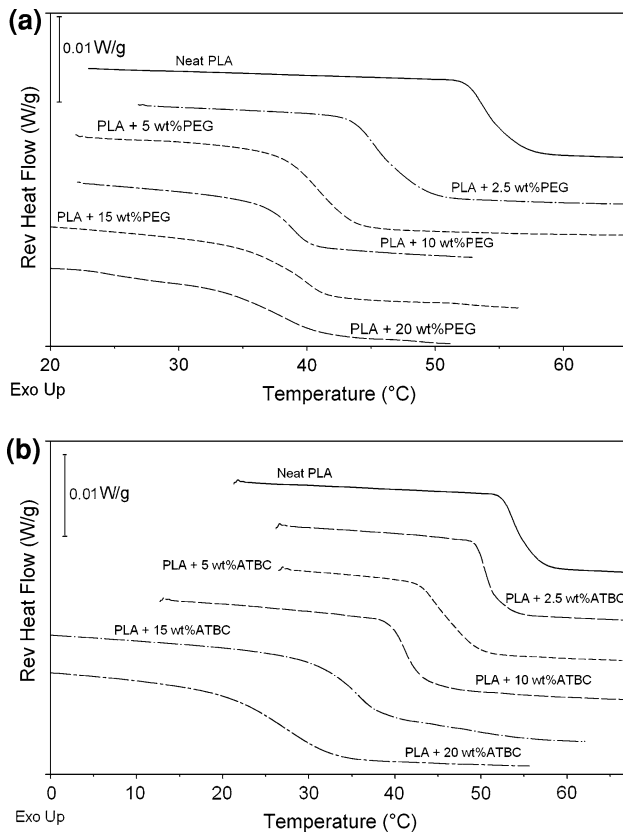 (a)
0.01 W/g
Neat PLA
PLA + 5 wt%PEG
PLA + 2.5 wt%PEG
PLA + 15 wt%PEG
PLA + 10 wt%PEG
PLA + 20 wt%PEG
Rev Heat Flow (W/g)
20 30 40 50 60
Exo Up
Temperature (°C)
(b)
0.01 W/g
Neat PLA
PLA + 5 wt%ATBC
PLA + 2.5 wt%ATBC
PLA + 15 wt%ATBC
PLA + 10 wt%ATBC
PLA + 20 wt%ATBC
Rev Heat Flow (W/g)
0 10 20 30 40 50 60
Exo Up
Temperature (°C)